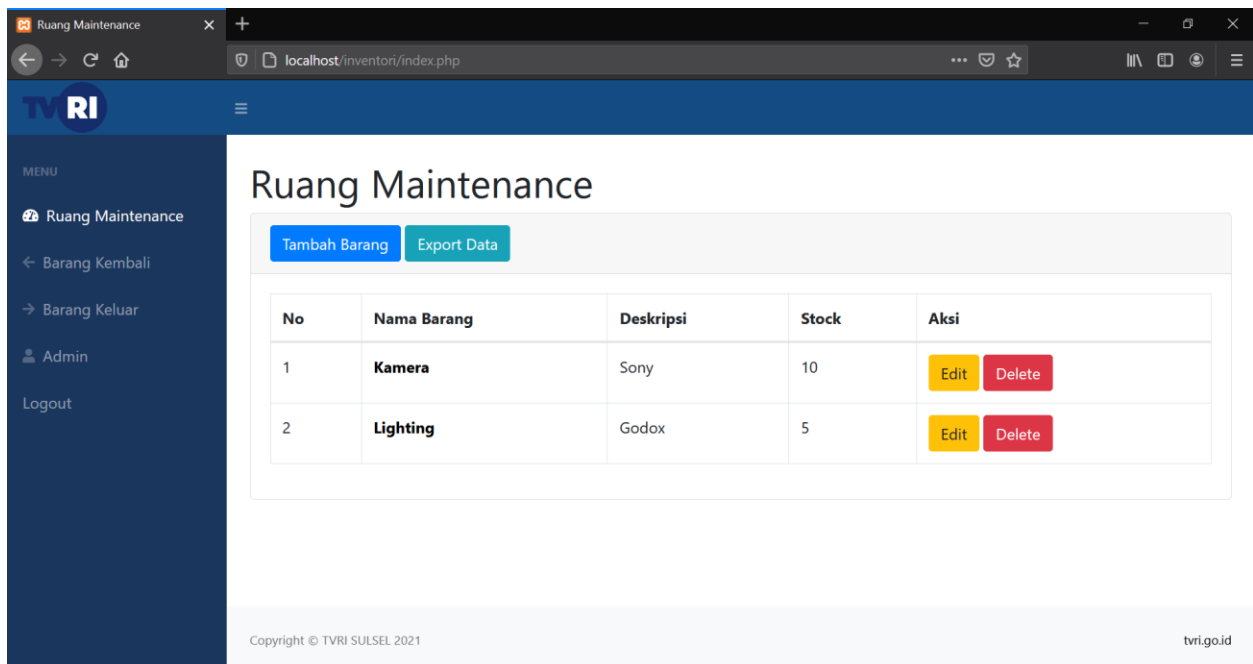 Ruang Maintenance
localhost/inventori/index.php
TVRI
MENU
Ruang Maintenance
Barang Kembali
Barang Keluar
Admin
Logout
Ruang Maintenance
Tambah Barang Export Data
No Nama Barang Deskripsi Stock Aksi
1 Kamera Sony 10 Edit Delete
2 Lighting Godox 5 Edit Delete
Copyright © TVRI SULSEL 2021 tvri.go.id